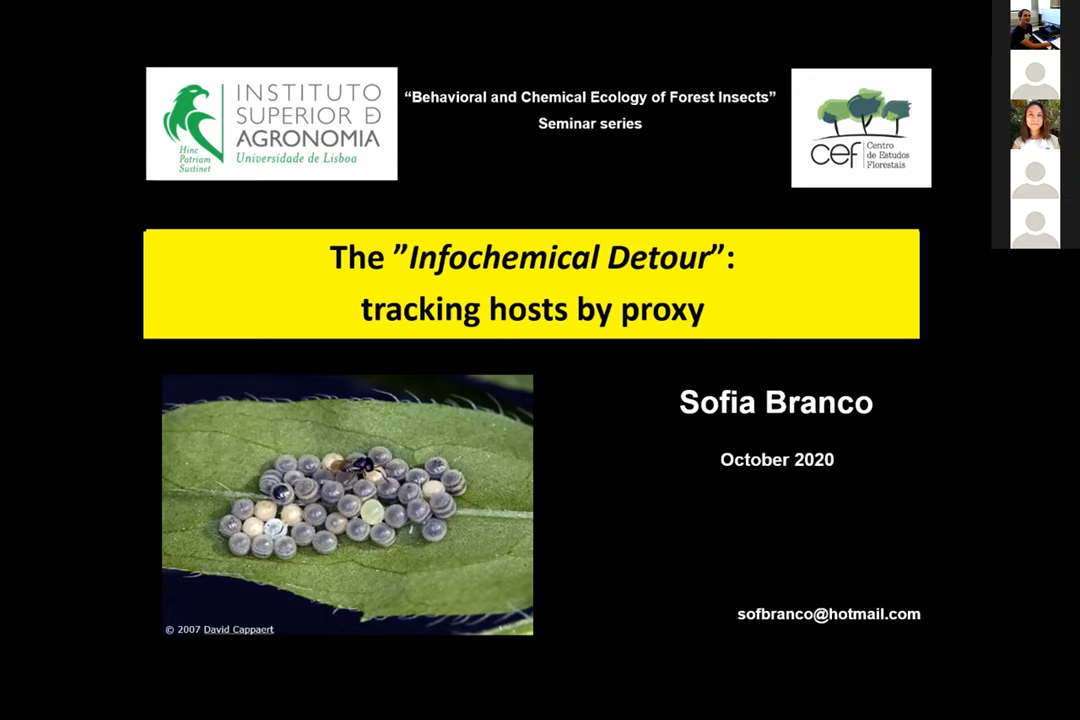 INSTITUTO
SUPERIOR D
AGRONOMIA
Universidade de Lisboa
Hinc
Patriam
Sustinet
“Behavioral and Chemical Ecology of Forest Insects”
Seminar series
cef
Centro
de Estudos
Florestais
The ”Infochemical Detour”:
tracking hosts by proxy
Sofia Branco
October 2020
sofbranco@hotmail.com
© 2007 David Cappaert